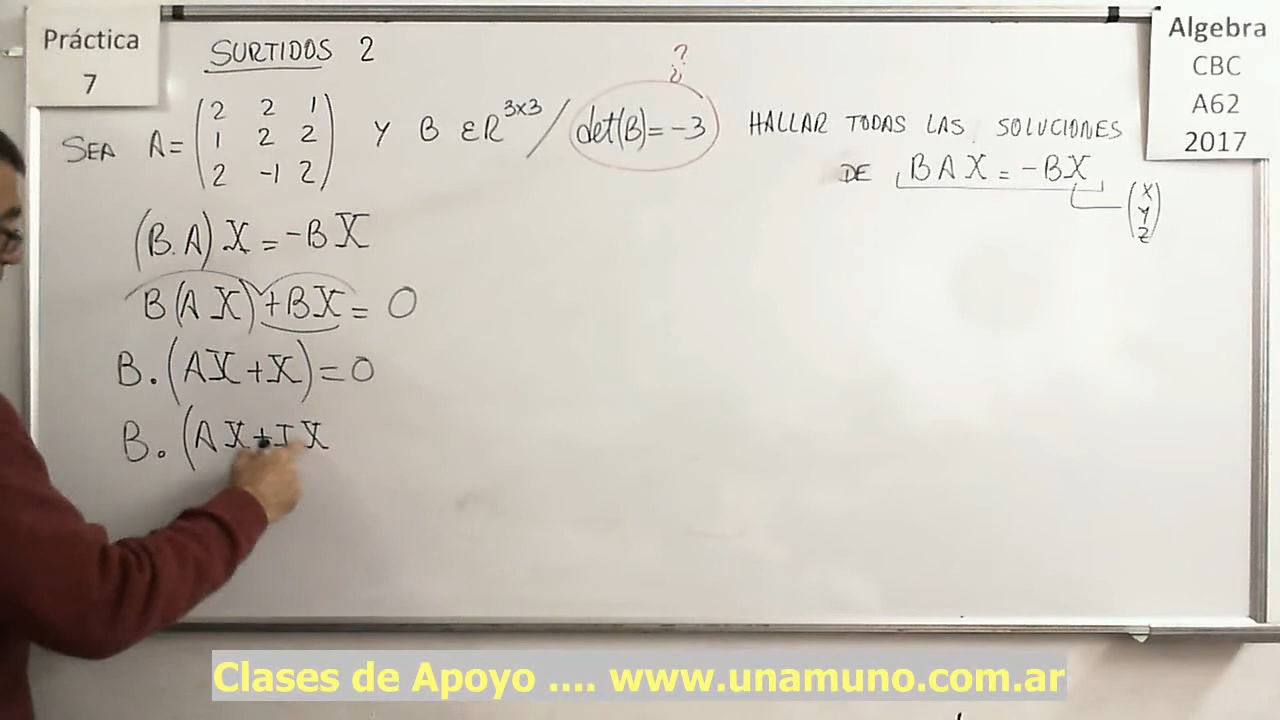 Práctica
7
SURTIDOS 2
Algebra
CBC
A62
2017
?
¿
SEA A= (2 2 1
1 2 2
2 -1 2) Y B ∈ R^{3x3} / det(B)= -3 HALLAR TODAS LAS SOLUCIONES
DE BAX = -BX
(X
Y
Z)
(B.A)X = -BX
B(AX)+BX = 0
B.(AX+X)=0
B.(AX+IX
Clases de Apoyo .... www.unamuno.com.ar